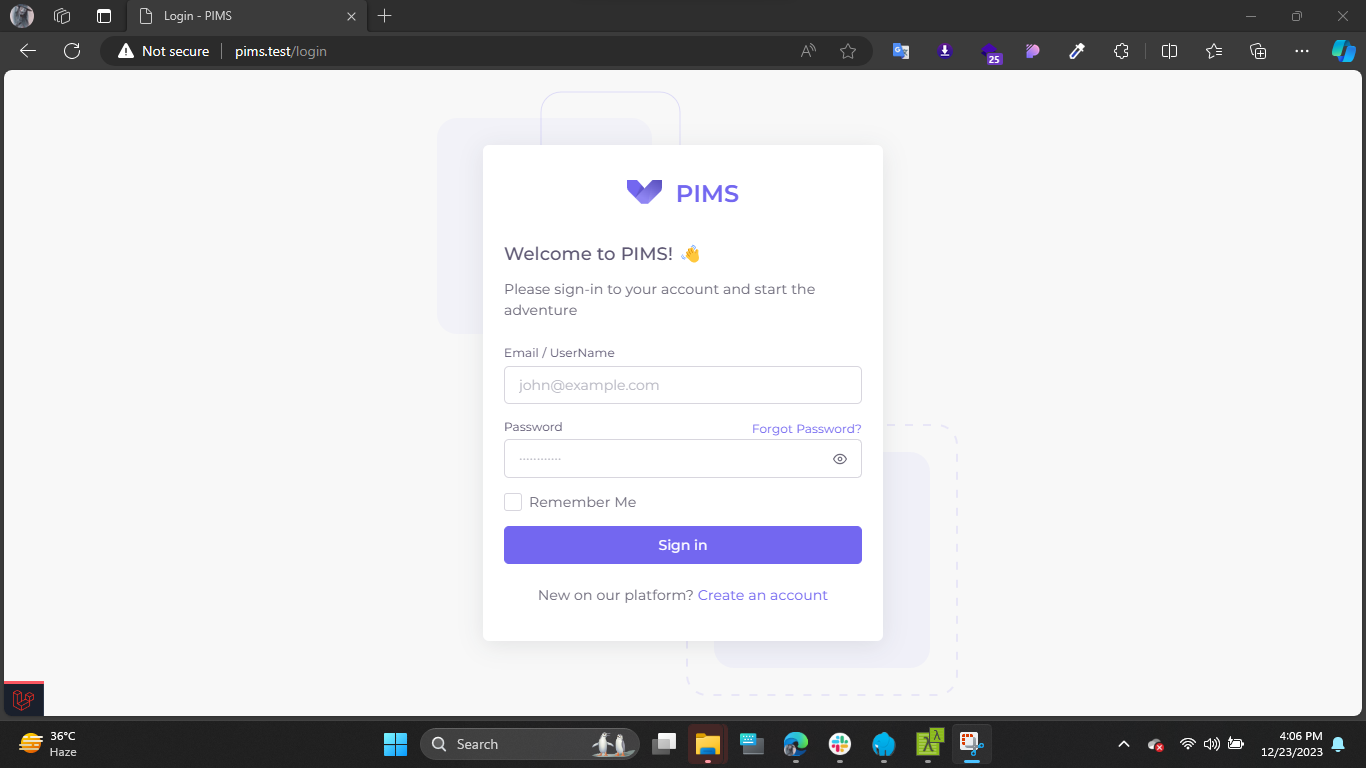 Login - PIMS
Not secure
pims.test/login
25
PIMS
Welcome to PIMS! 👋
Please sign-in to your account and start the
adventure
Email / UserName
john@example.com
Password
Forgot Password?
············
Remember Me
Sign in
New on our platform? Create an account
36°C
Haze
Search
4:06 PM
12/23/2023